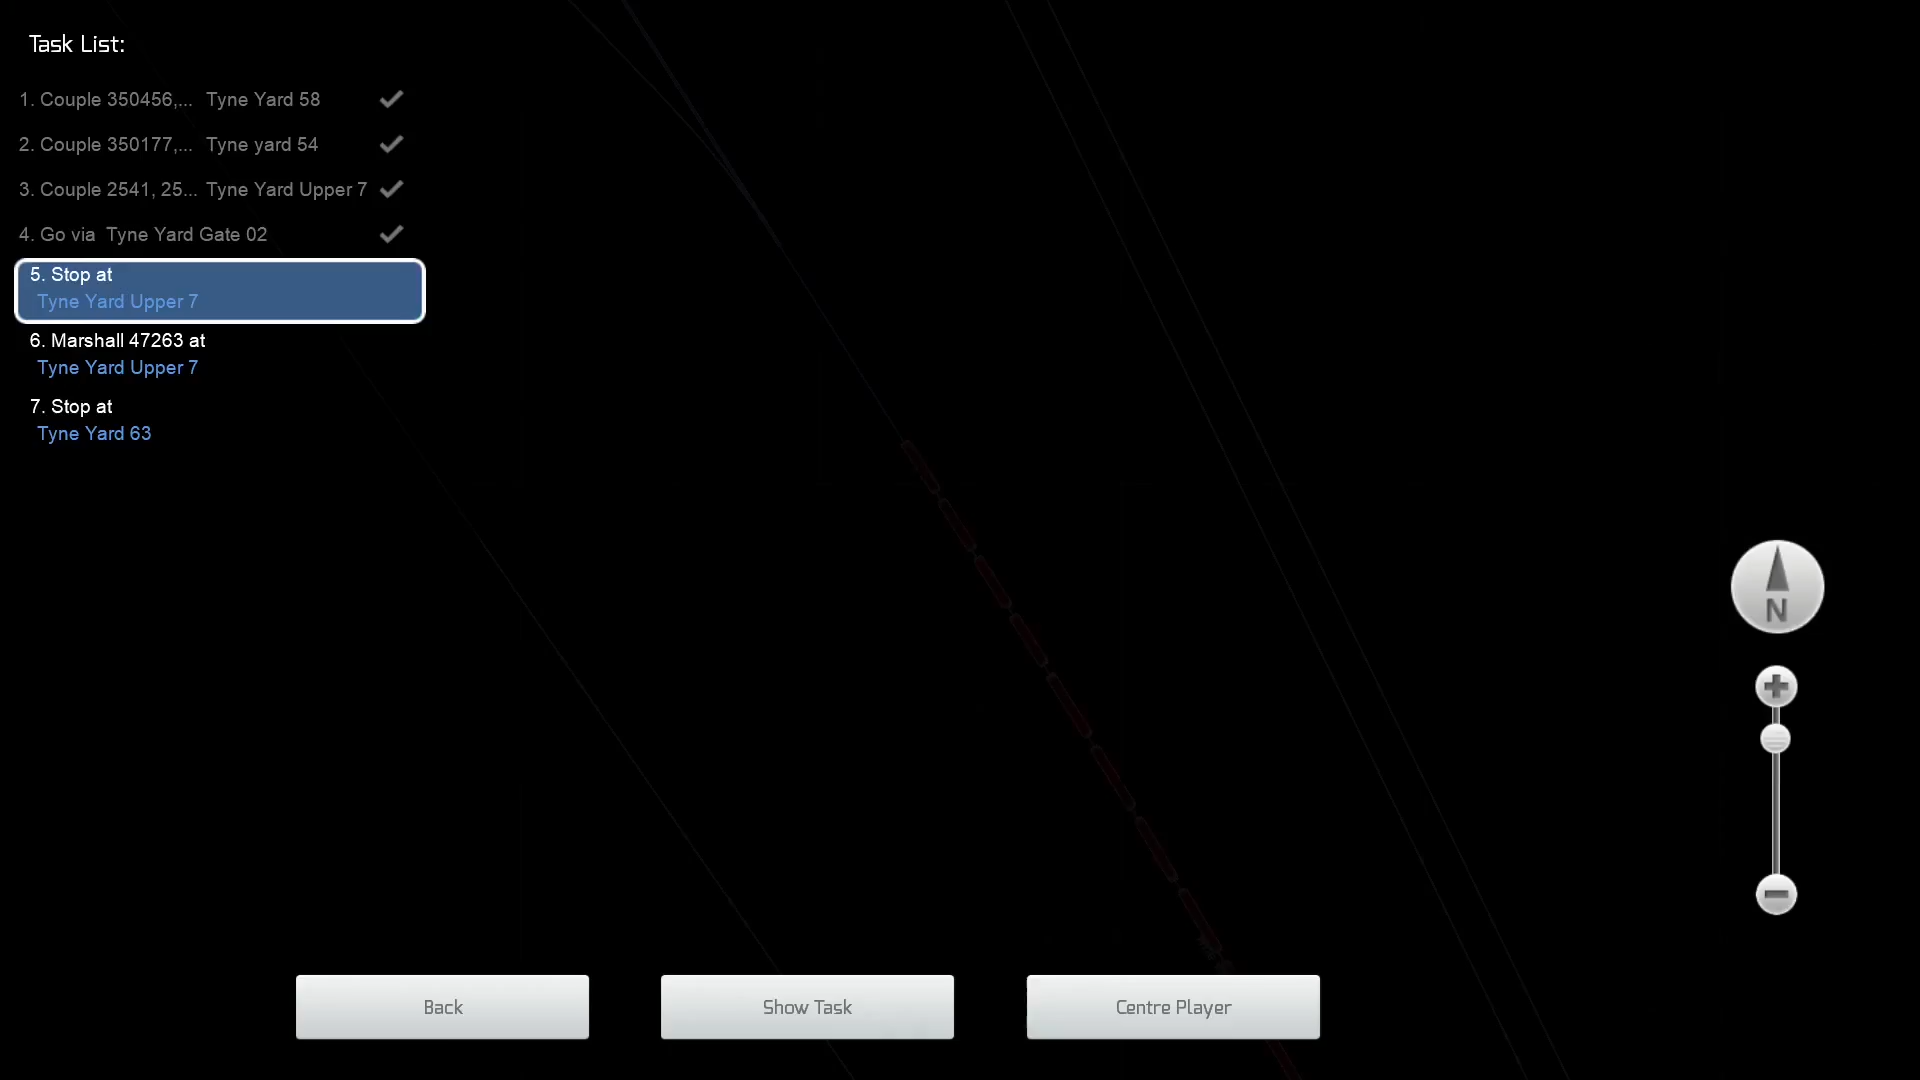 Task List:
1. Couple 350456,... Tyne Yard 58
2. Couple 350177,... Tyne yard 54
3. Couple 2541, 25... Tyne Yard Upper 7
4. Go via Tyne Yard Gate 02
5. Stop at
Tyne Yard Upper 7
6. Marshall 47263 at
Tyne Yard Upper 7
7. Stop at
Tyne Yard 63
N
Back Show Task Centre Player